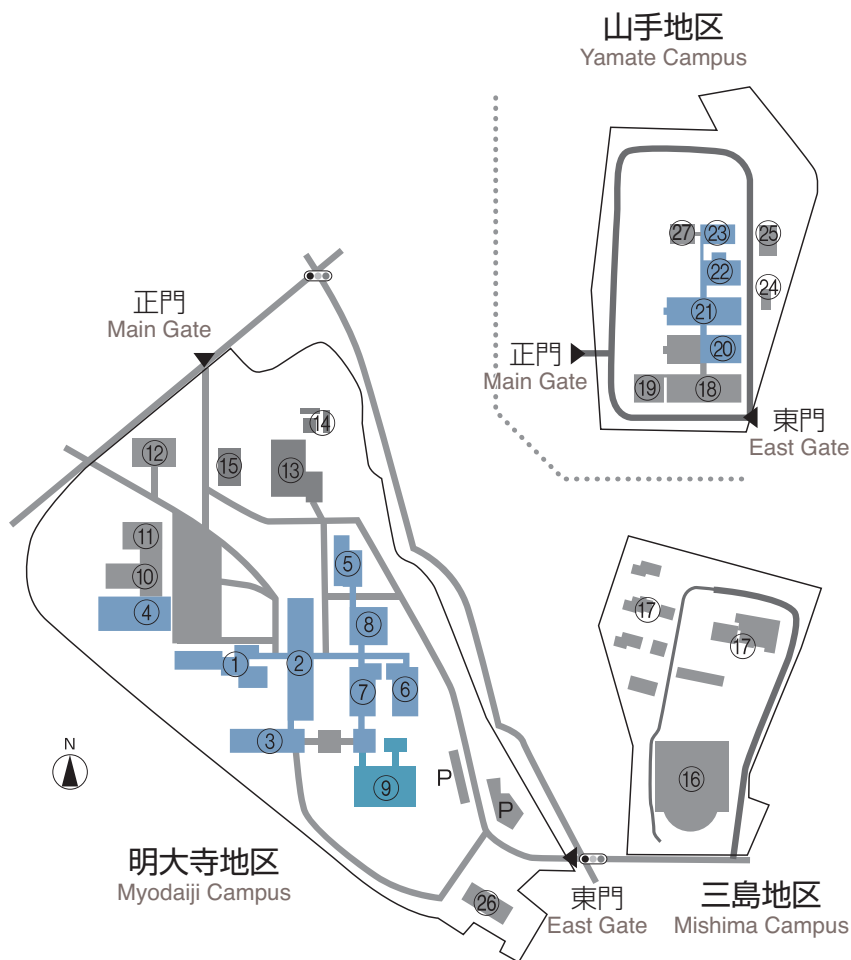 山手地区
Yamate Campus
㉗
㉓
㉕
㉒
㉔
㉑
正門
Main Gate
⑳
⑲
⑱
東門
East Gate
正門
Main Gate
⑭
⑫
⑮
⑬
⑪
⑤
⑩
④
⑧
①
②
⑦
⑥
③
⑨
P
P
N
㉖
明大寺地区
Myodaiji Campus
東門
East Gate
⑰
⑰
⑯
三島地区
Mishima Campus